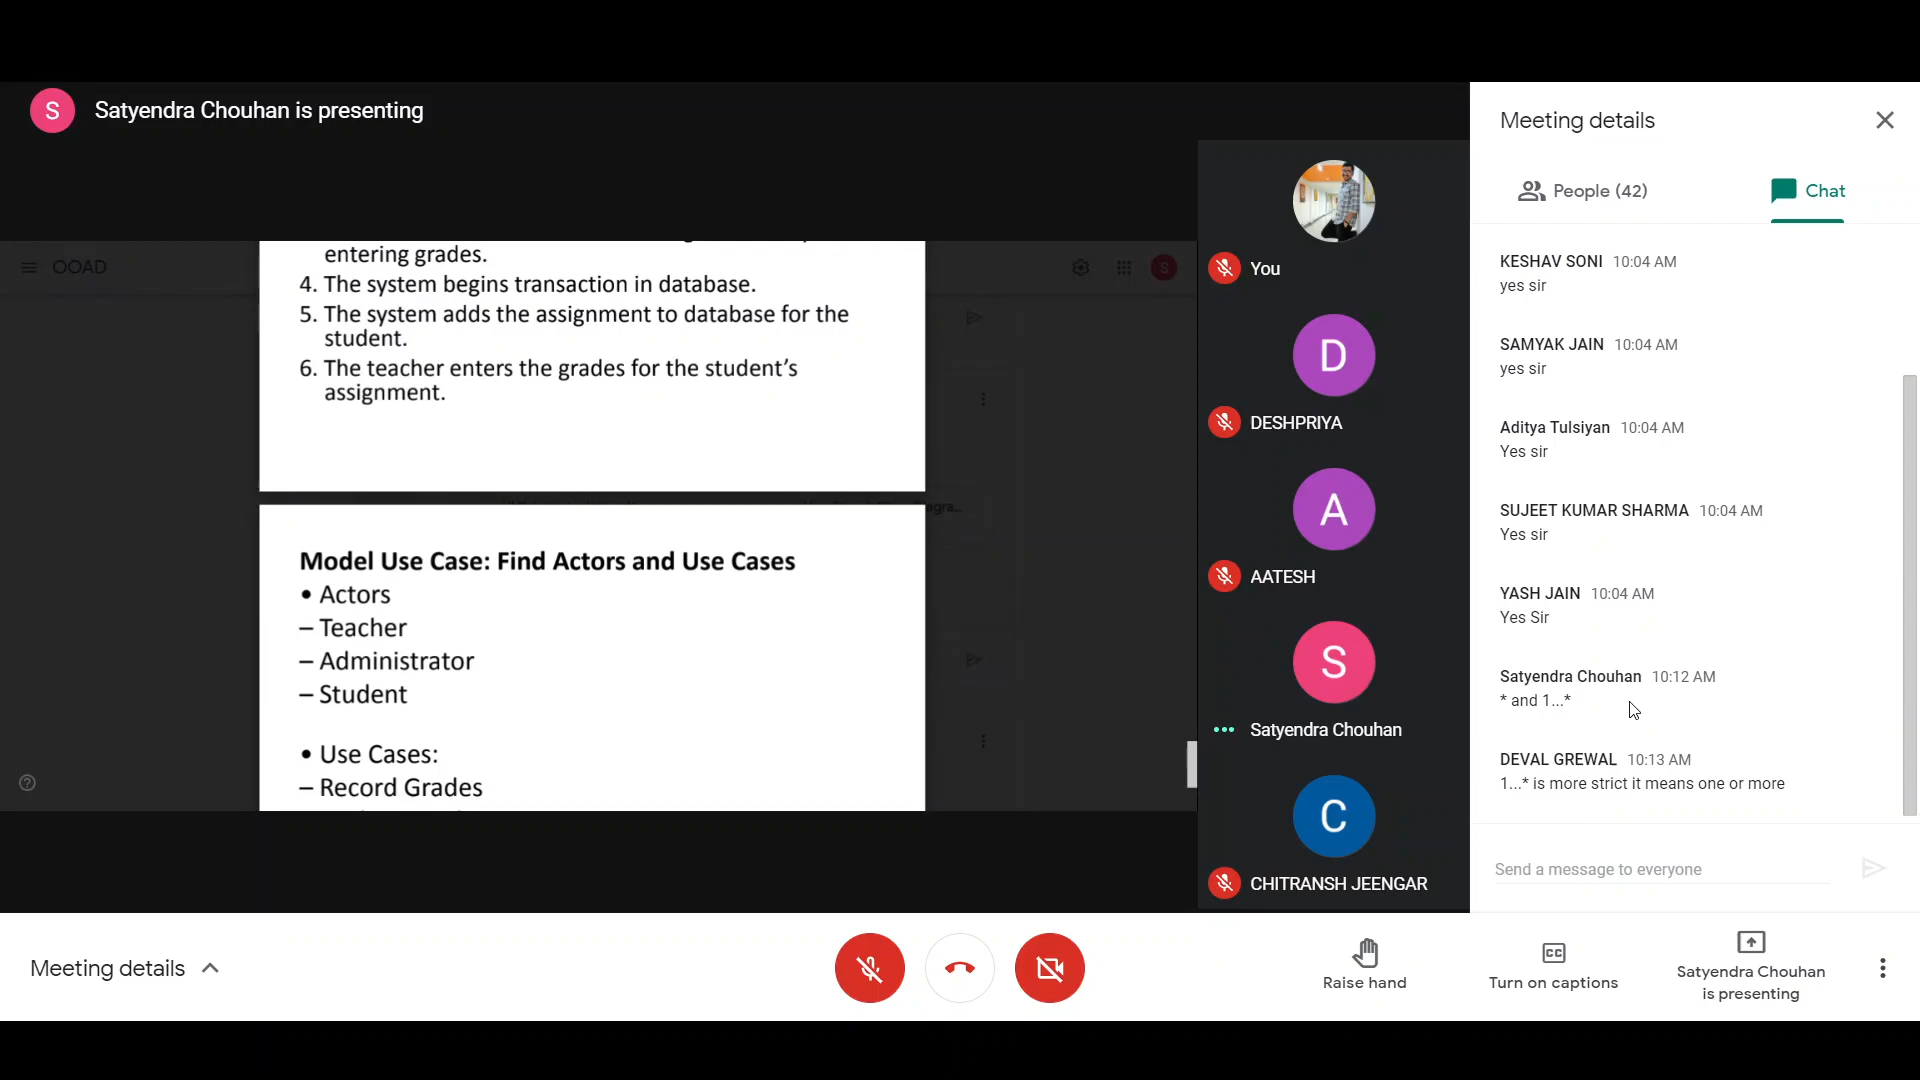 S Satyendra Chouhan is presenting
OOAD
S
entering grades.
4. The system begins transaction in database.
5. The system adds the assignment to database for the
student.
6. The teacher enters the grades for the student's
assignment.
Model Use Case: Find Actors and Use Cases
• Actors
– Teacher
– Administrator
– Student
• Use Cases:
– Record Grades
You
D
DESHPRIYA
A
AATESH
S
Satyendra Chouhan
C
CHITRANSH JEENGAR
Meeting details
People (42)
Chat
KESHAV SONI 10:04 AM
yes sir
SAMYAK JAIN 10:04 AM
yes sir
Aditya Tulsiyan 10:04 AM
Yes sir
SUJEET KUMAR SHARMA 10:04 AM
Yes sir
YASH JAIN 10:04 AM
Yes Sir
Satyendra Chouhan 10:12 AM
* and 1...*
DEVAL GREWAL 10:13 AM
1...* is more strict it means one or more
Send a message to everyone
Meeting details
Raise hand
CC
Turn on captions
Satyendra Chouhan
is presenting